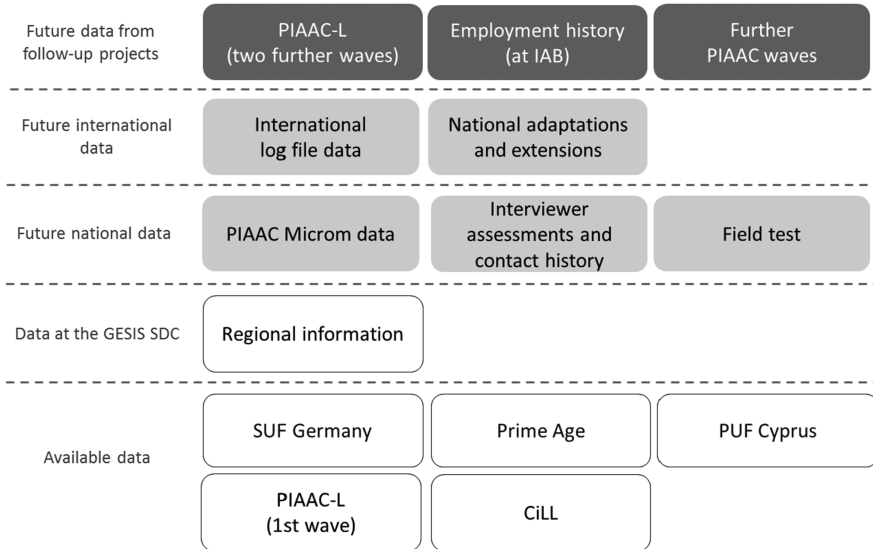 Future data from
follow-up projects
PIAAC-L
(two further waves)
Employment history
(at IAB)
Further
PIAAC waves
Future international
data
International
log file data
National adaptations
and extensions
Future national data
PIAAC Microm data
Interviewer
assessments and
contact history
Field test
Data at the GESIS SDC
Regional information
Available data
SUF Germany
Prime Age
PUF Cyprus
PIAAC-L
(1st wave)
CiLL